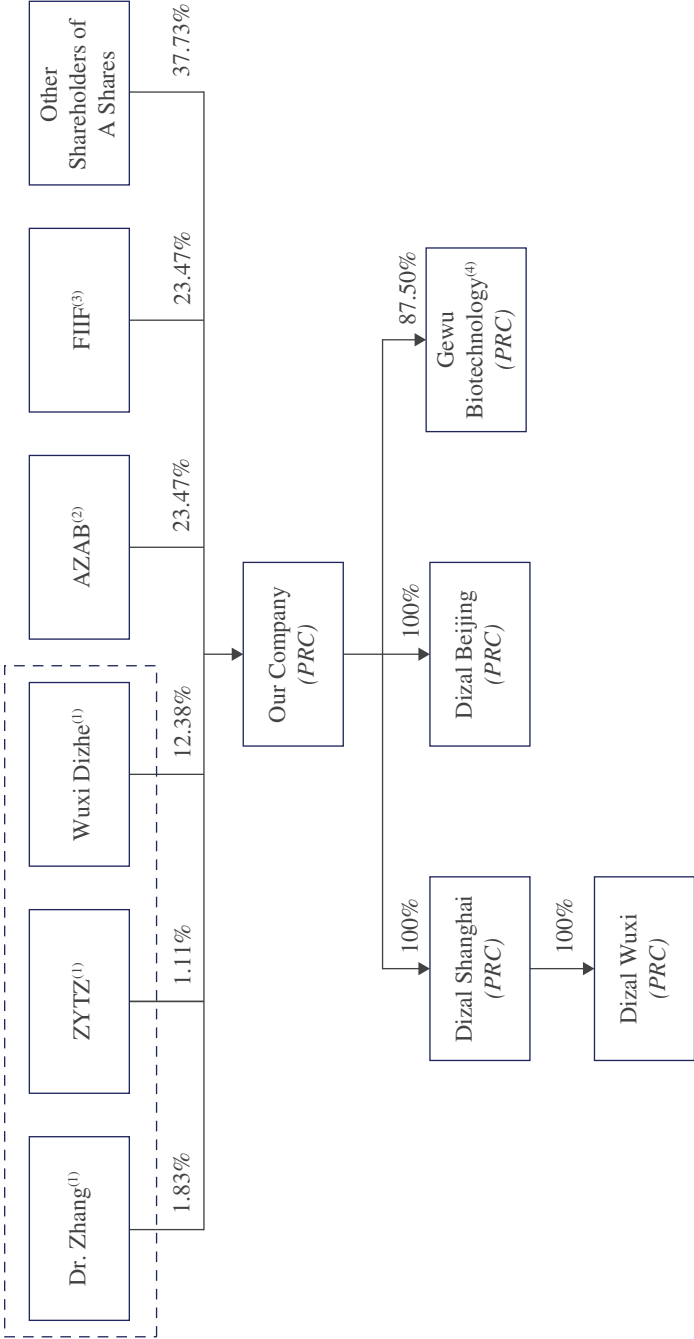 Dr. Zhang(1)
ZYTZ(1)
Wuxi Dizhe(1)
AZAB(2)
FIIF(3)
Other
Shareholders of
A Shares
1.83%
1.11%
12.38%
23.47%
23.47%
37.73%
Our Company
(PRC)
100%
100%
87.50%
Dizal Shanghai
(PRC)
Dizal Beijing
(PRC)
Gewu
Biotechnology(4)
(PRC)
100%
Dizal Wuxi
(PRC)